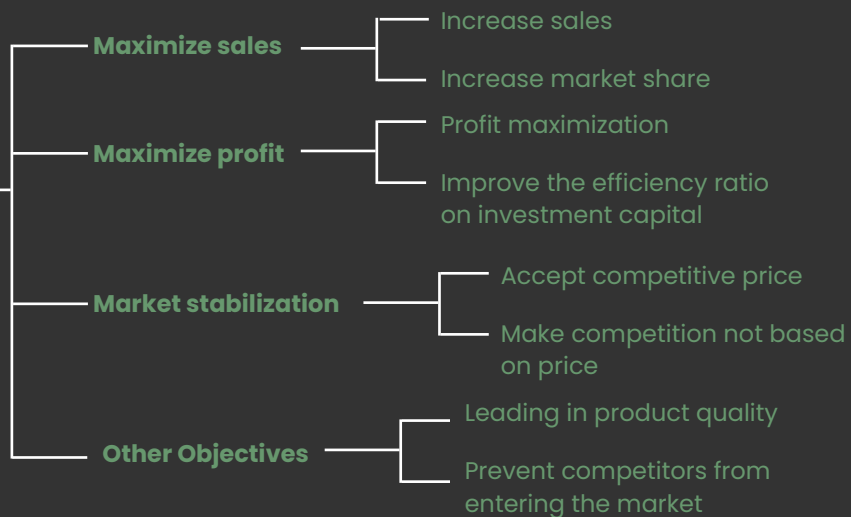 Maximize sales
Increase sales
Increase market share
Maximize profit
Profit maximization
Improve the efficiency ratio
on investment capital
Market stabilization
Accept competitive price
Make competition not based
on price
Other Objectives
Leading in product quality
Prevent competitors from
entering the market